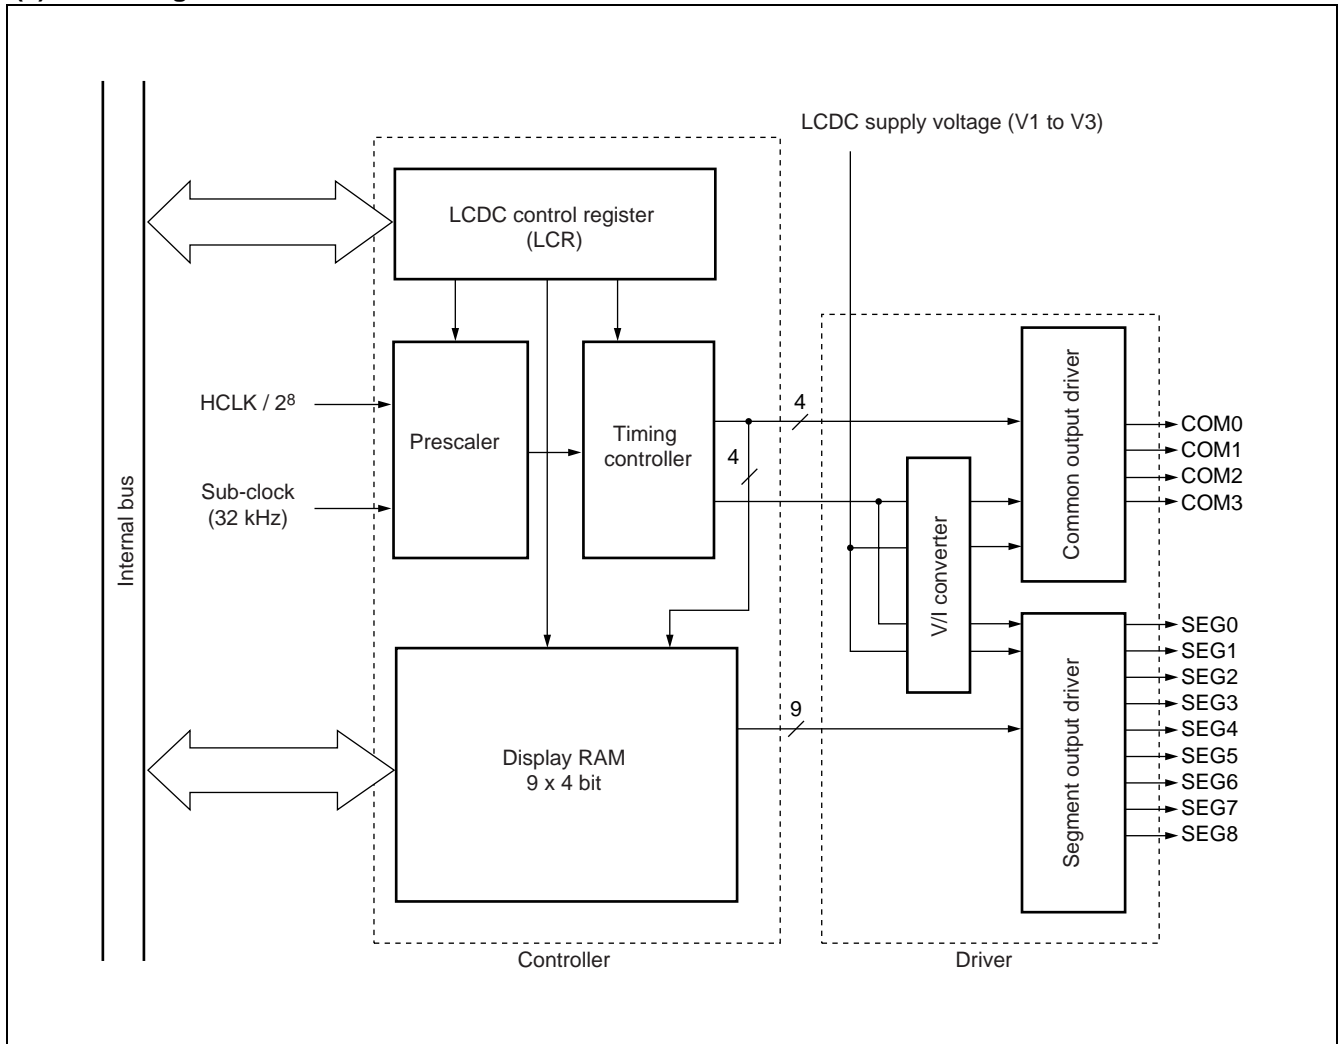 LCDC supply voltage (V1 to V3)
LCDC control register
(LCR)
HCLK / 2⁸
Prescaler
Timing
controller
4
4
Sub-clock
(32 kHz)
Internal bus
V/I converter
Common output driver
COM0
COM1
COM2
COM3
Display RAM
9 x 4 bit
9
Segment output driver
SEG0
SEG1
SEG2
SEG3
SEG4
SEG5
SEG6
SEG7
SEG8
Controller
Driver